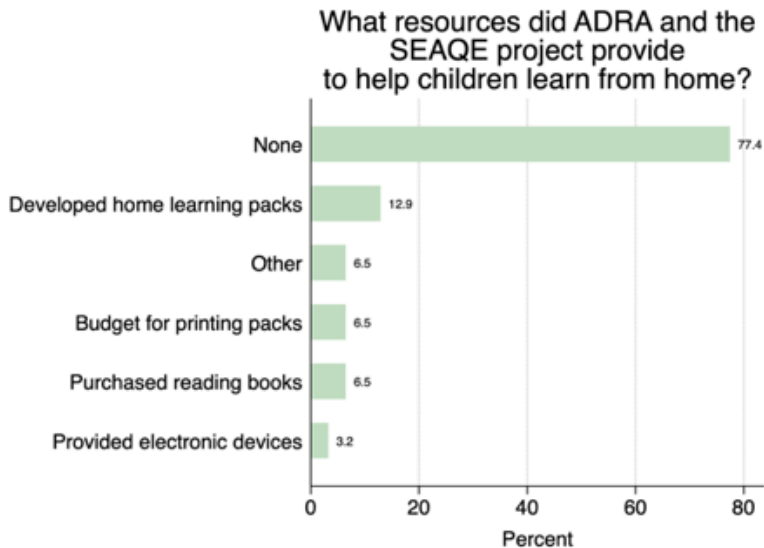 What resources did ADRA and the
SEAQE project provide
to help children learn from home?
None 77.4
Developed home learning packs 12.9
Other 6.5
Budget for printing packs 6.5
Purchased reading books 6.5
Provided electronic devices 3.2
0 20 40 60 80
Percent